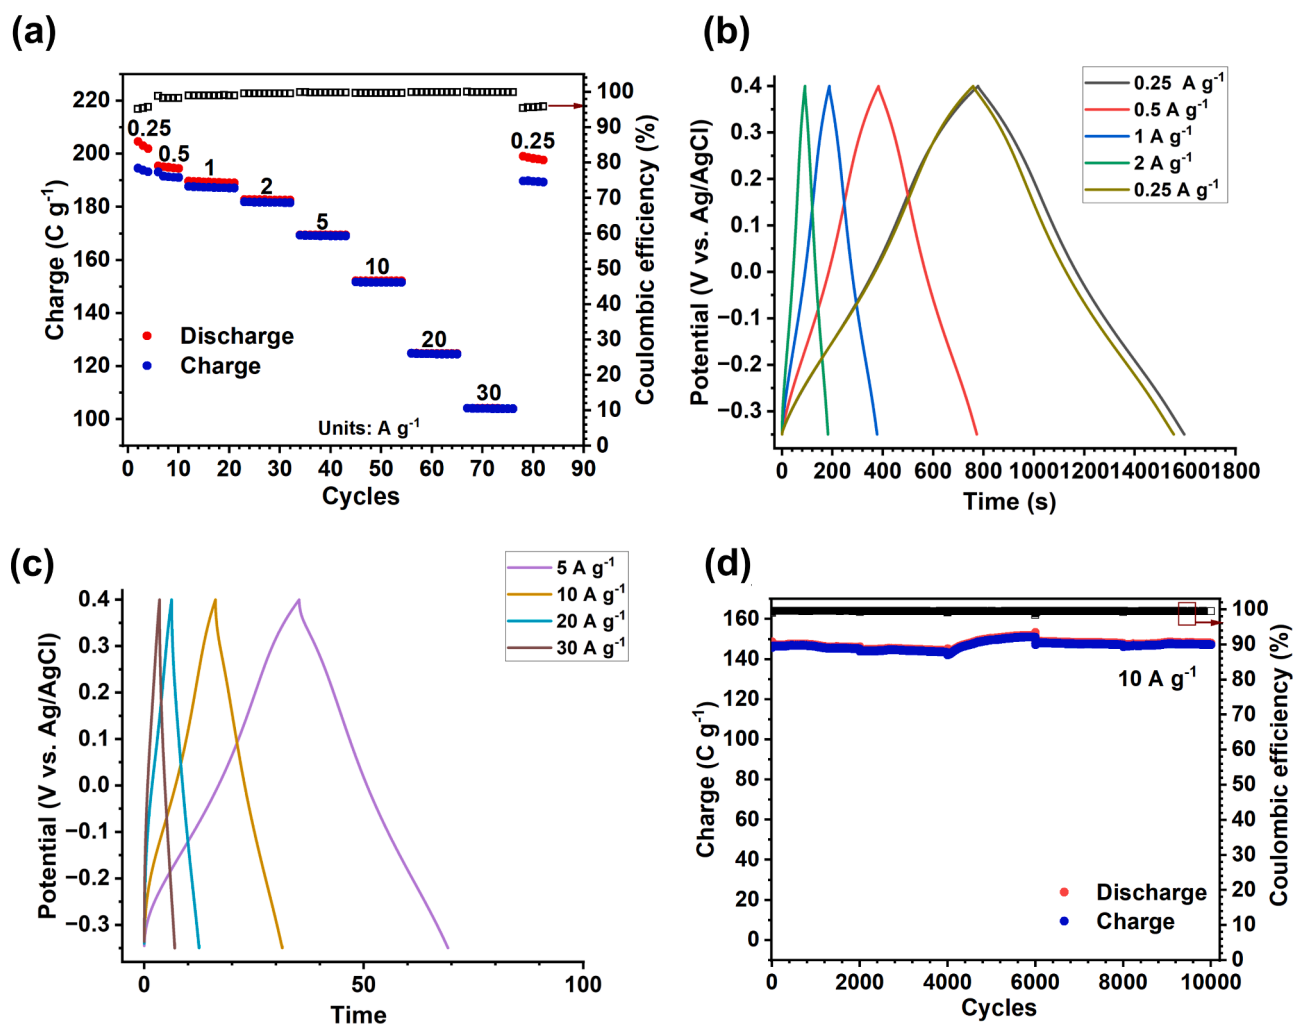 (a)
220
200
180
160
140
120
100
Charge (C g-1)
0.25
0.5
1
2
5
10
20
30
0.25
Discharge
Charge
Units: A g-1
0 10 20 30 40 50 60 70 80 90
Cycles
100
90
80
70
60
50
40
30
20
10
0
Coulombic efficiency (%)
(b)
0.4
0.3
0.2
0.1
0.0
−0.1
−0.2
−0.3
Potential (V vs. Ag/AgCl)
0.25 A g-1
0.5 A g-1
1 A g-1
2 A g-1
0.25 A g-1
0 200 400 600 800 1000 1200 1400 1600 1800
Time (s)
(c)
0.4
0.3
0.2
0.1
0.0
−0.1
−0.2
−0.3
Potential (V vs. Ag/AgCl)
5 A g-1
10 A g-1
20 A g-1
30 A g-1
0 50 100
Time
(d)
160
140
120
100
80
60
40
20
0
Charge (C g-1)
10 A g-1
Discharge
Charge
0 2000 4000 6000 8000 10000
Cycles
100
90
80
70
60
50
40
30
20
10
0
Coulombic efficiency (%)